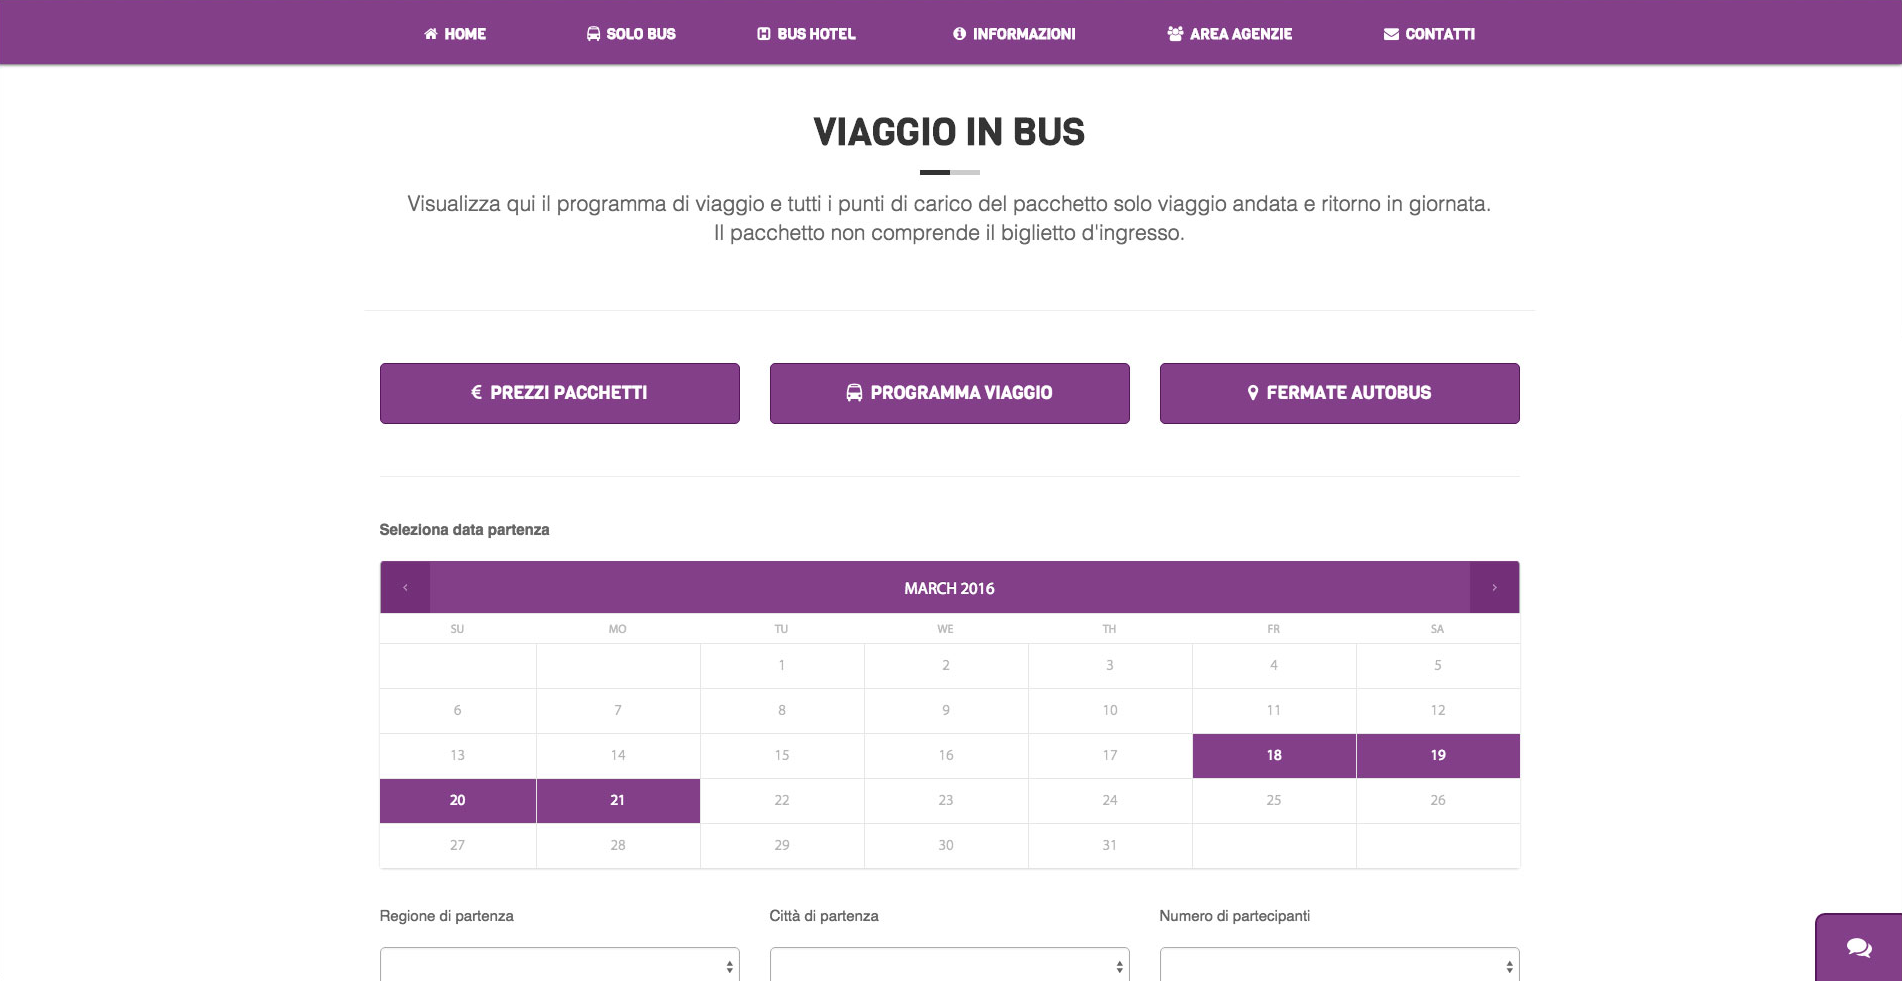 HOME SOLO BUS BUS HOTEL INFORMAZIONI AREA AGENZIE CONTATTI
VIAGGIO IN BUS
Visualizza qui il programma di viaggio e tutti i punti di carico del pacchetto solo viaggio andata e ritorno in giornata.
Il pacchetto non comprende il biglietto d'ingresso.
€ PREZZI PACCHETTI PROGRAMMA VIAGGIO FERMATE AUTOBUS
Seleziona data partenza
‹ MARCH 2016 ›
SU MO TU WE TH FR SA
1 2 3 4 5
6 7 8 9 10 11 12
13 14 15 16 17 18 19
20 21 22 23 24 25 26
27 28 29 30 31
Regione di partenza Città di partenza Numero di partecipanti